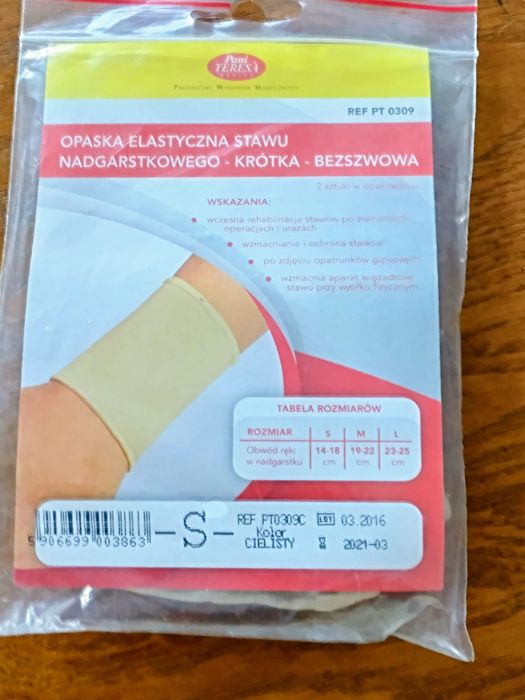 Pani
TERESA
PRODUCENT WYROBÓW MEDYCZNYCH
REF PT 0309
OPASKA ELASTYCZNA STAWU
NADGARSTKOWEGO - KRÓTKA - BEZSZWOWA
2 sztuki w opakowaniu
WSKAZANIA:
• wczesna rehabilitacja stawów po złamaniach,
operacjach i urazach
• wzmacnianie i ochrona stawów
• po zdjęciu opatrunków gipsowych
• wzmacnia aparat więzadłowy
stawu przy wysiłku fizycznym
TABELA ROZMIARÓW
ROZMIAR S M L
Obwód ręki 14-18 19-22 23-25
w nadgarstku cm cm cm
5 906699 003863
-S-
REF PT0309C
Kolor
CIELISTY
LOT 03.2016
2021-03